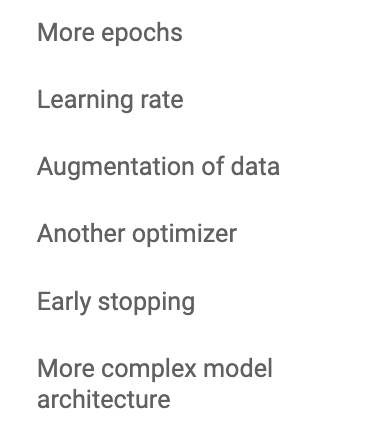 More epochs
Learning rate
Augmentation of data
Another optimizer
Early stopping
More complex model
architecture